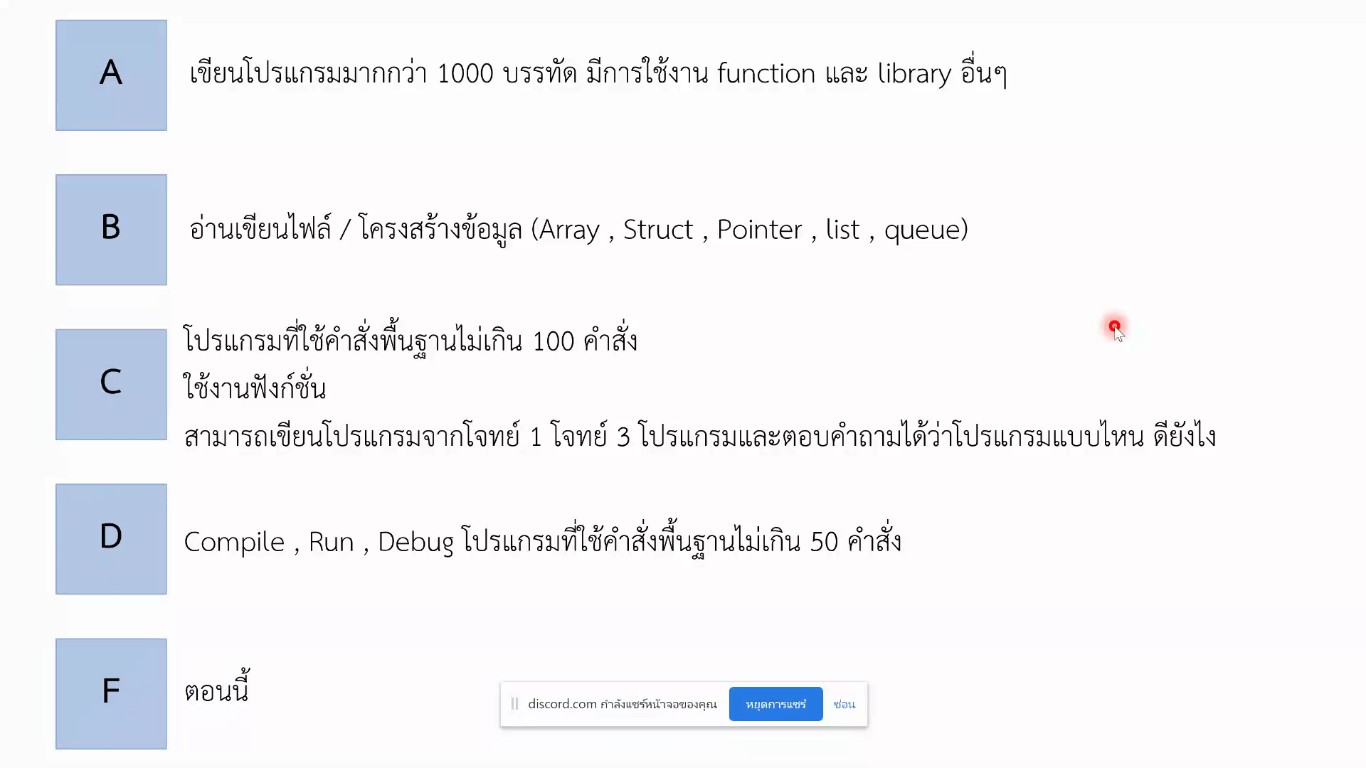 A
เขียนโปรแกรมมากกว่า 1000 บรรทัด มีการใช้งาน function และ library อื่นๆ
B
อ่านเขียนไฟล์ / โครงสร้างข้อมูล (Array , Struct , Pointer , list , queue)
C
โปรแกรมที่ใช้คำสั่งพื้นฐานไม่เกิน 100 คำสั่ง
ใช้งานฟังก์ชั่น
สามารถเขียนโปรแกรมจากโจทย์ 1 โจทย์ 3 โปรแกรมและตอบคำถามได้ว่าโปรแกรมแบบไหน ดียังไง
D
Compile , Run , Debug โปรแกรมที่ใช้คำสั่งพื้นฐานไม่เกิน 50 คำสั่ง
F
ตอนนี้
discord.com กำลังแชร์หน้าจอของคุณ หยุดการแชร์ ซ่อน